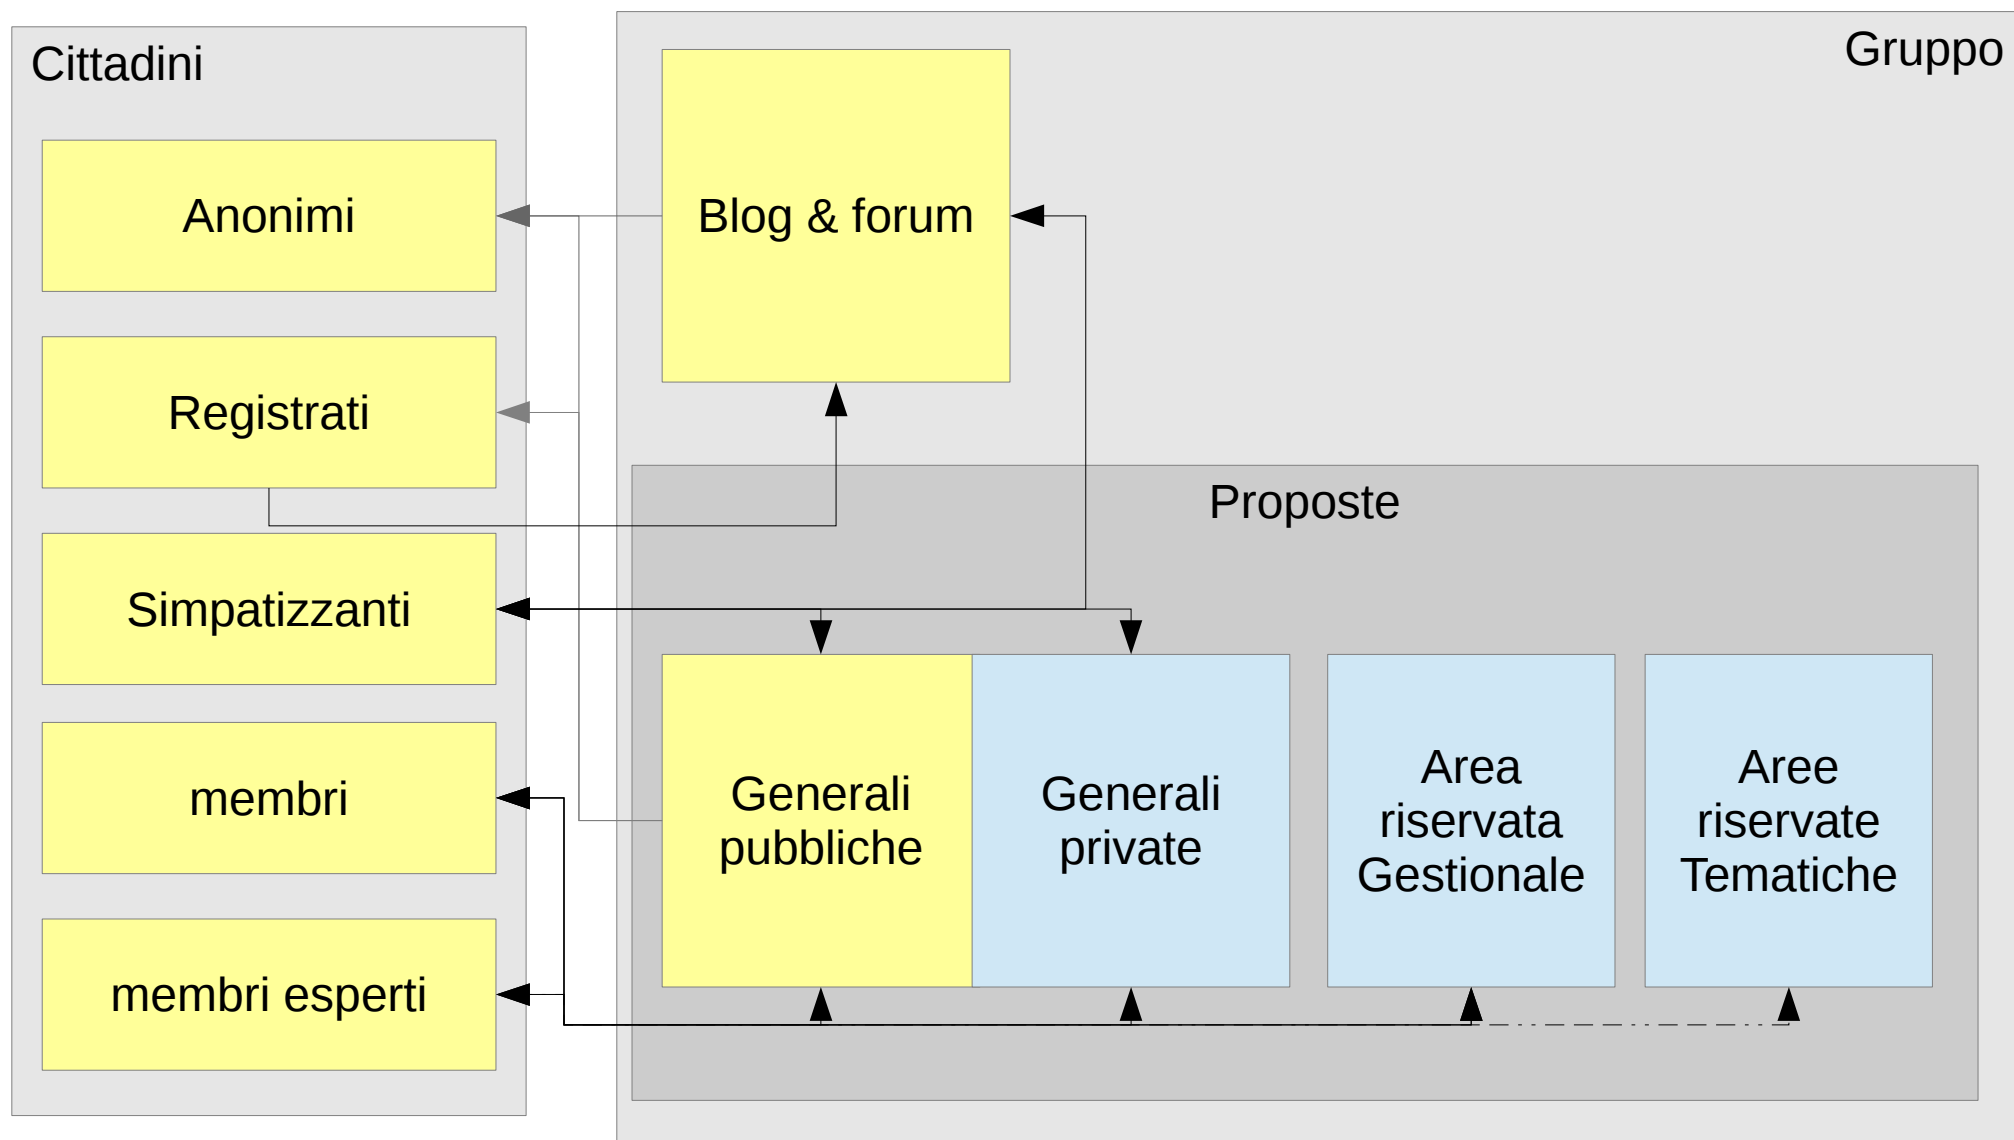 Cittadini
Gruppo
Anonimi
Blog & forum
Registrati
Proposte
Simpatizzanti
membri
Generali
pubbliche
Generali
private
Area
riservata
Gestionale
Aree
riservate
Tematiche
membri esperti